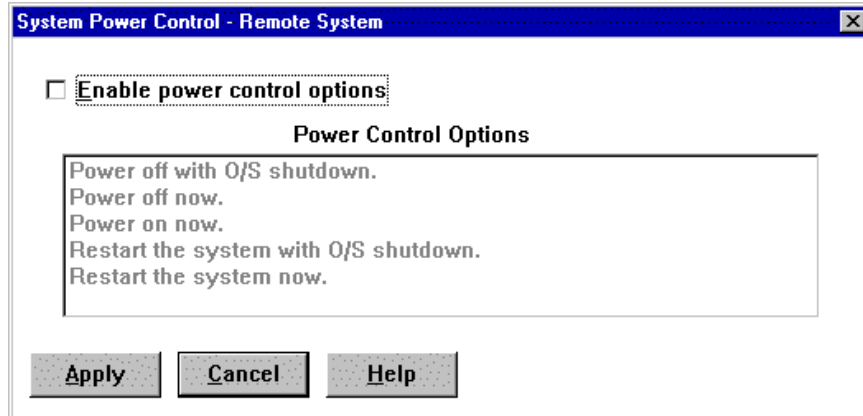 System Power Control - Remote System
Enable power control options
Power Control Options
Power off with O/S shutdown.
Power off now.
Power on now.
Restart the system with O/S shutdown.
Restart the system now.
Apply Cancel Help